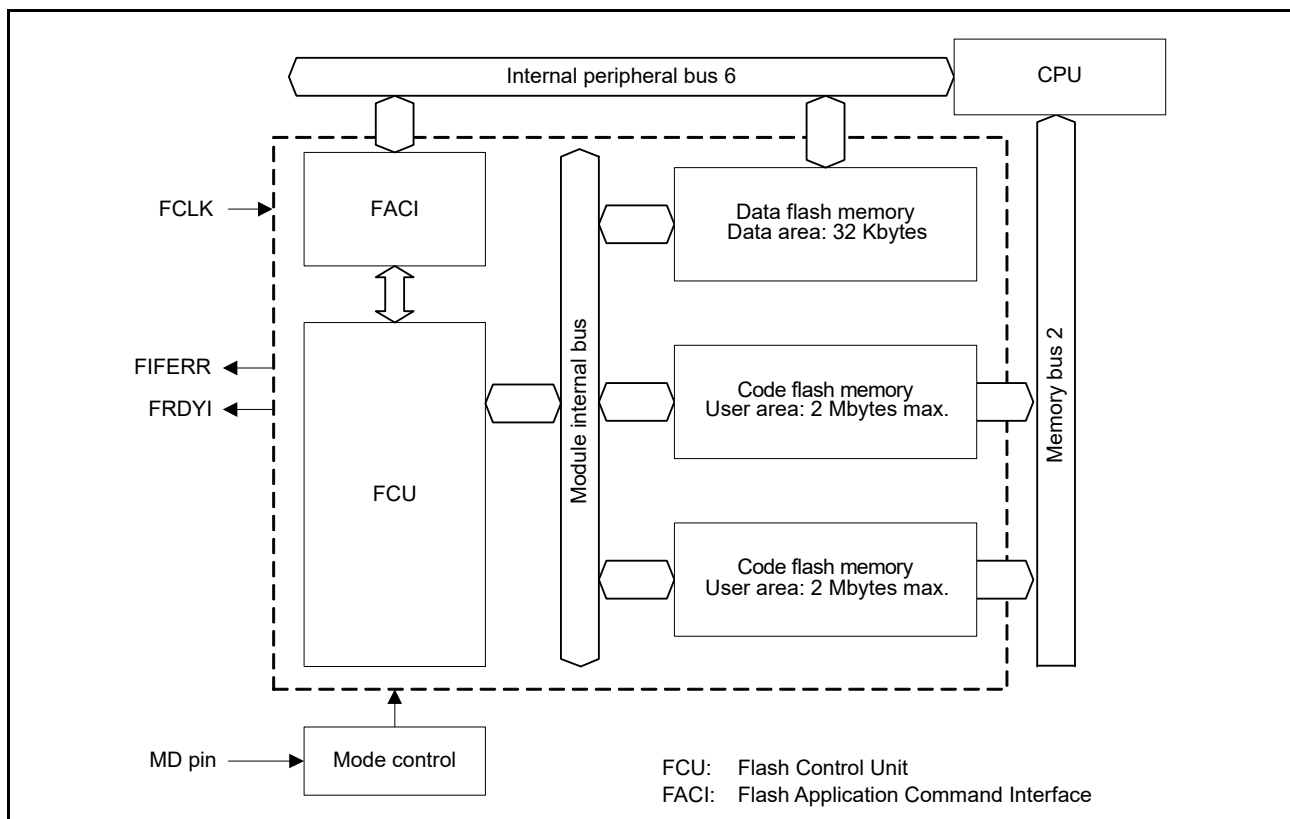 Internal peripheral bus 6
CPU
FCLK
FACI
Data flash memory
Data area: 32 Kbytes
FIFERR
FRDYI
FCU
Module internal bus
Code flash memory
User area: 2 Mbytes max.
Memory bus 2
Code flash memory
User area: 2 Mbytes max.
MD pin
Mode control
FCU: Flash Control Unit
FACI: Flash Application Command Interface